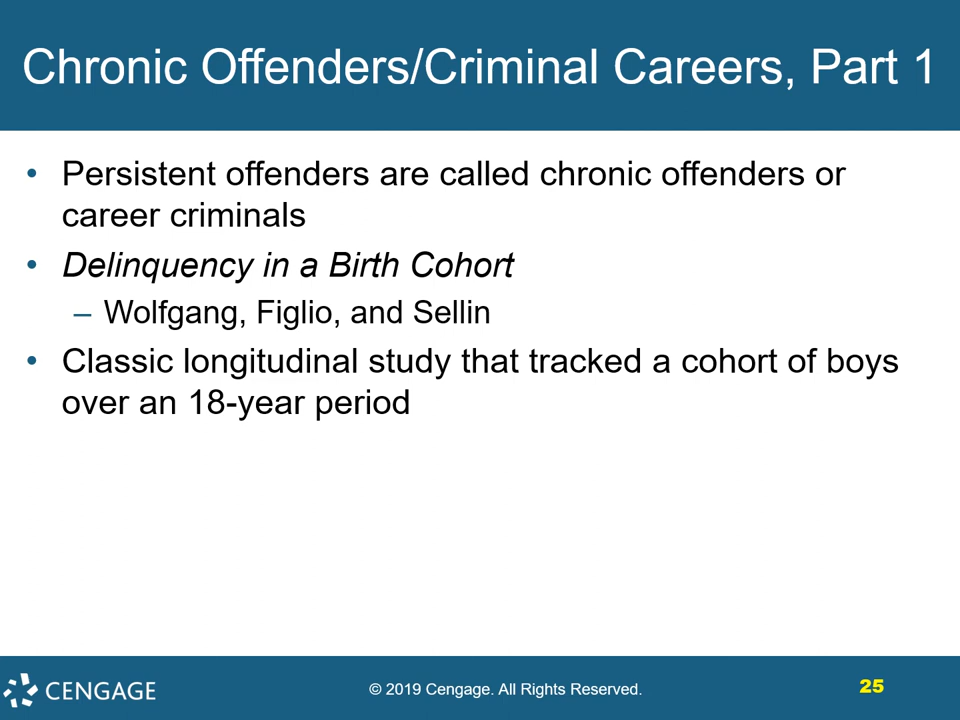 Chronic Offenders/Criminal Careers, Part 1
• Persistent offenders are called chronic offenders or
career criminals
• Delinquency in a Birth Cohort
– Wolfgang, Figlio, and Sellin
• Classic longitudinal study that tracked a cohort of boys
over an 18-year period
CENGAGE
© 2019 Cengage. All Rights Reserved.
25